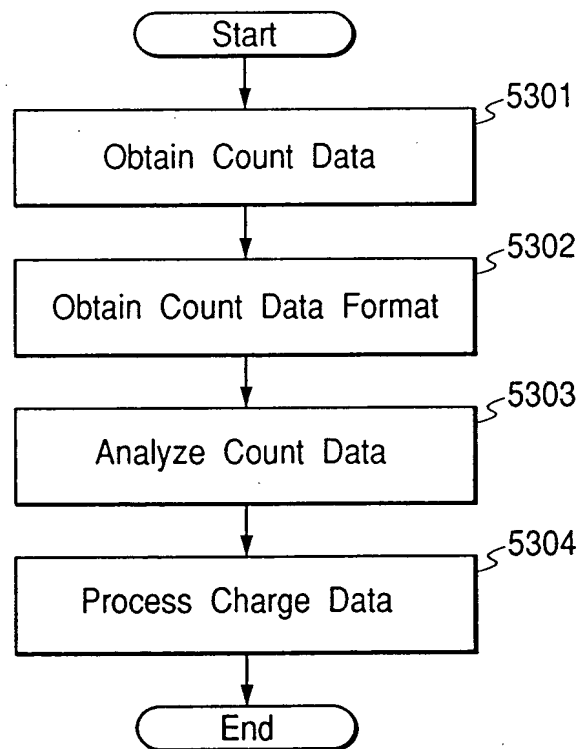 Start
5301
Obtain Count Data
5302
Obtain Count Data Format
5303
Analyze Count Data
5304
Process Charge Data
End